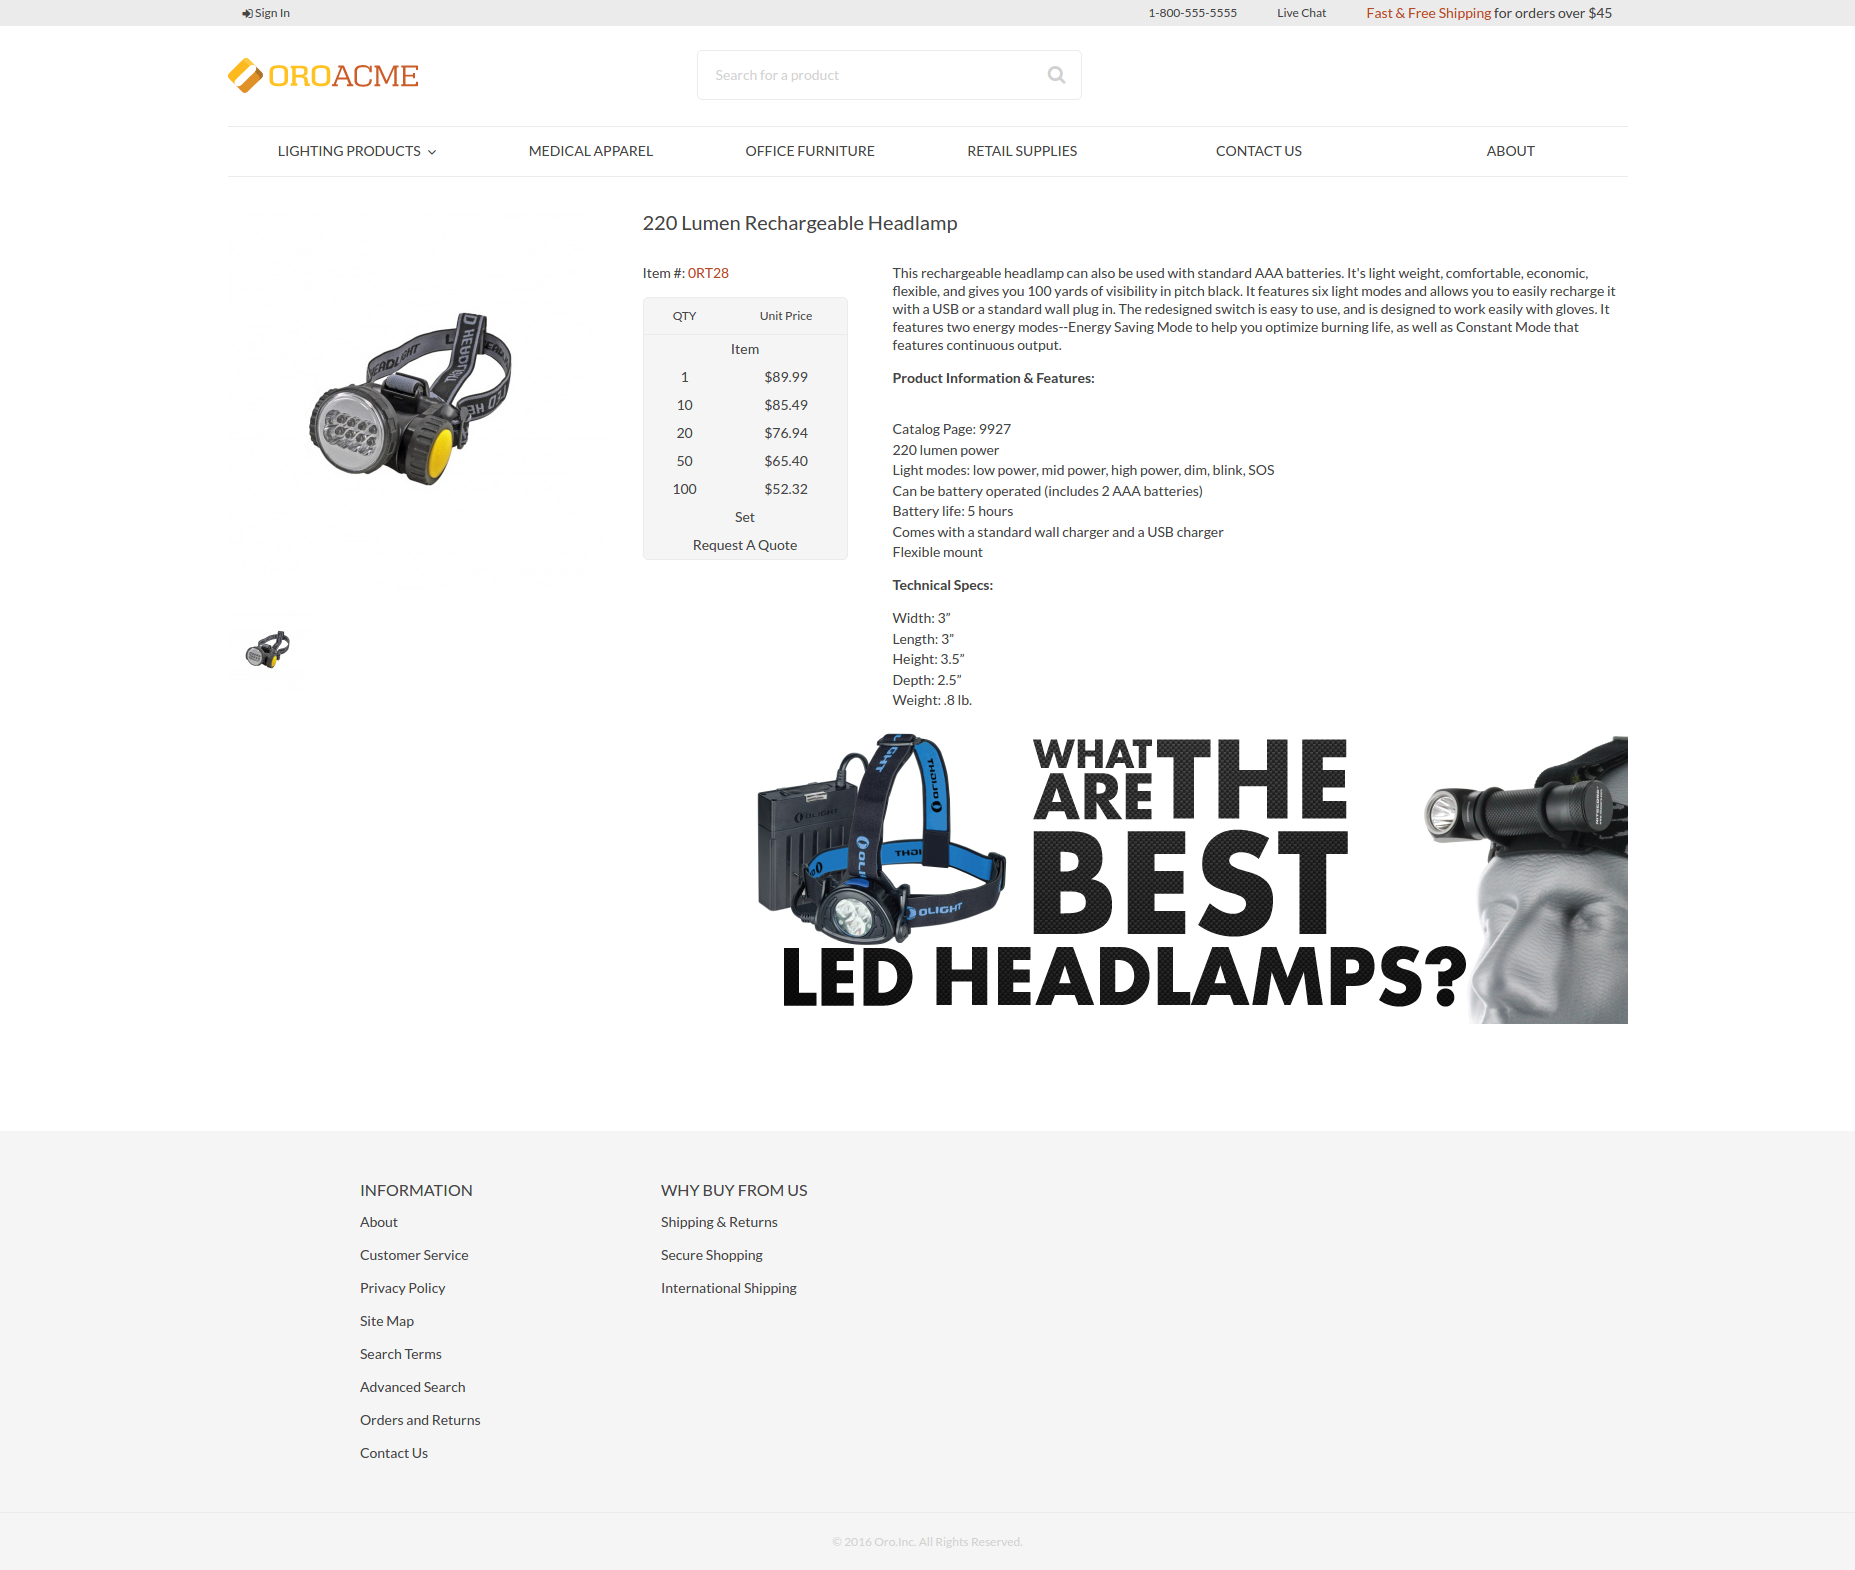 Sign In
1-800-555-5555 Live Chat Fast & Free Shipping for orders over $45
OROACME
Search for a product
LIGHTING PRODUCTS MEDICAL APPAREL OFFICE FURNITURE RETAIL SUPPLIES CONTACT US ABOUT
220 Lumen Rechargeable Headlamp
Item #: 0RT28
QTY Unit Price
Item
1 $89.99
10 $85.49
20 $76.94
50 $65.40
100 $52.32
Set
Request A Quote
This rechargeable headlamp can also be used with standard AAA batteries. It's light weight, comfortable, economic,
flexible, and gives you 100 yards of visibility in pitch black. It features six light modes and allows you to easily recharge it
with a USB or a standard wall plug in. The redesigned switch is easy to use, and is designed to work easily with gloves. It
features two energy modes--Energy Saving Mode to help you optimize burning life, as well as Constant Mode that
features continuous output.
Product Information & Features:
Catalog Page: 9927
220 lumen power
Light modes: low power, mid power, high power, dim, blink, SOS
Can be battery operated (includes 2 AAA batteries)
Battery life: 5 hours
Comes with a standard wall charger and a USB charger
Flexible mount
Technical Specs:
Width: 3”
Length: 3”
Height: 3.5”
Depth: 2.5”
Weight: .8 lb.
OLIGHT
OLIGHT
OLIGHT
WHAT ARE THE
BEST
LED HEADLAMPS?
INFORMATION
About
Customer Service
Privacy Policy
Site Map
Search Terms
Advanced Search
Orders and Returns
Contact Us
WHY BUY FROM US
Shipping & Returns
Secure Shopping
International Shipping
© 2016 Oro.Inc. All Rights Reserved.